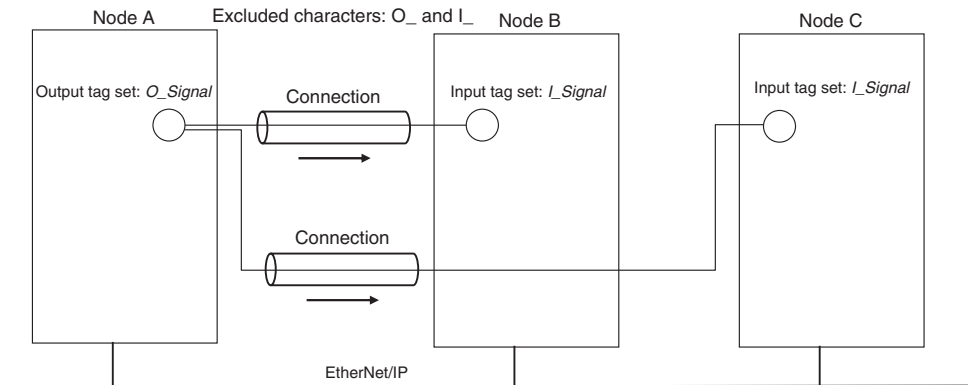 Node A
Excluded characters: O_ and I_
Node B
Node C
Output tag set: O_Signal
Connection
Input tag set: I_Signal
Input tag set: I_Signal
Connection
EtherNet/IP